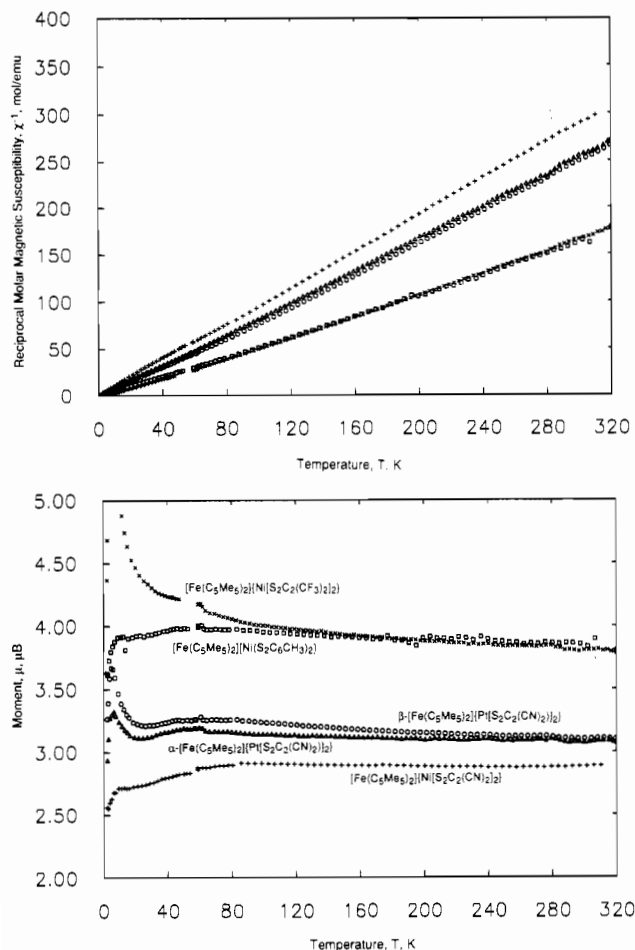 400
350
300
250
200
150
100
50
0
Reciprocal Molar Magnetic Susceptibility, χ⁻¹, mol/emu
0 40 80 120 160 200 240 280 320
Temperature, T, K
5.00
4.50
4.00
3.50
3.00
2.50
2.00
Moment, μ, μB
[Fe(C₅Me₅)₂]{Ni[S₂C₂(CF₃)₂]₂}
[Fe(C₅Me₅)₂][Ni(S₂C₆CH₃)₂)
β-[Fe(C₅Me₅)₂]{Pt[S₂C₂(CN)₂)]₂}
α-[Fe(C₅Me₅)₂]{Pt[S₂C₂(CN)₂)]₂}
[Fe(C₅Me₅)₂]{Ni[S₂C₂(CN)₂]₂}
0 40 80 120 160 200 240 280 320
Temperature, T, K